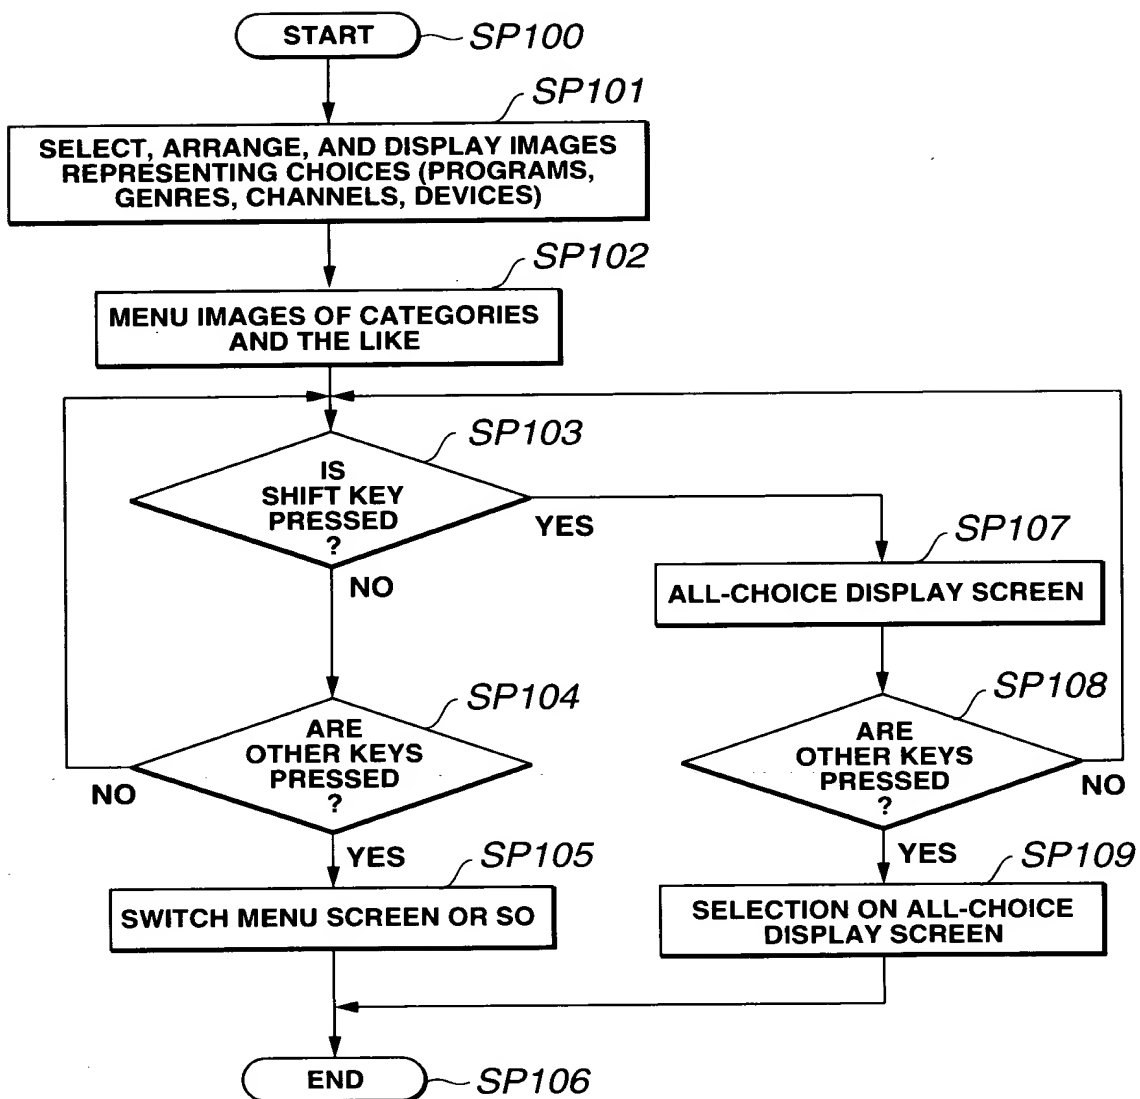 START
SP100
SP101
SELECT, ARRANGE, AND DISPLAY IMAGES
REPRESENTING CHOICES (PROGRAMS,
GENRES, CHANNELS, DEVICES)
SP102
MENU IMAGES OF CATEGORIES
AND THE LIKE
SP103
IS
SHIFT KEY
PRESSED
?
YES
NO
SP107
ALL-CHOICE DISPLAY SCREEN
SP104
ARE
OTHER KEYS
PRESSED
?
NO
YES
SP108
ARE
OTHER KEYS
PRESSED
?
NO
YES
SP105
SWITCH MENU SCREEN OR SO
SP109
SELECTION ON ALL-CHOICE
DISPLAY SCREEN
END
SP106